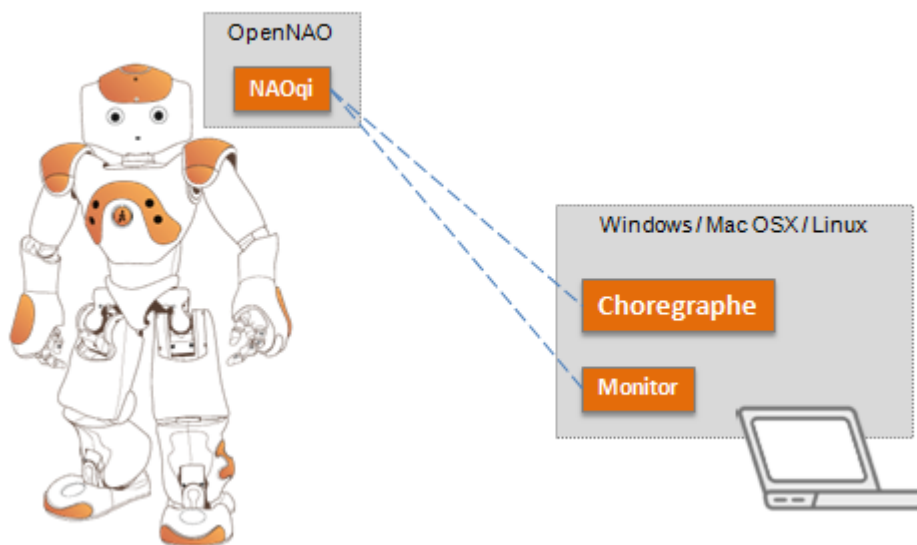 OpenNAO
NAOqi
Windows / Mac OSX / Linux
Choregraphe
Monitor